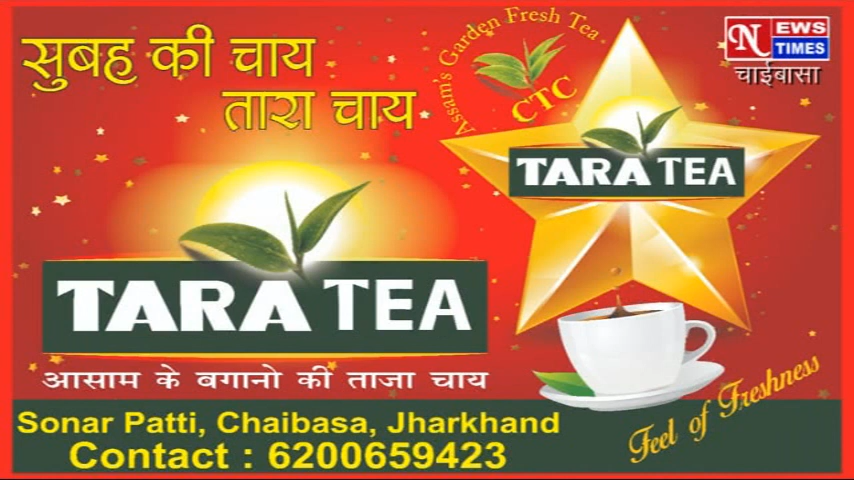 सुबह की चाय
तारा चाय
Assam's Garden Fresh Tea
CTC
NEWS
TIMES
चाईबासा
TARA TEA
TARA TEA
आसाम के बगानो की ताजा चाय
Feel of Freshness
Sonar Patti, Chaibasa, Jharkhand
Contact : 6200659423